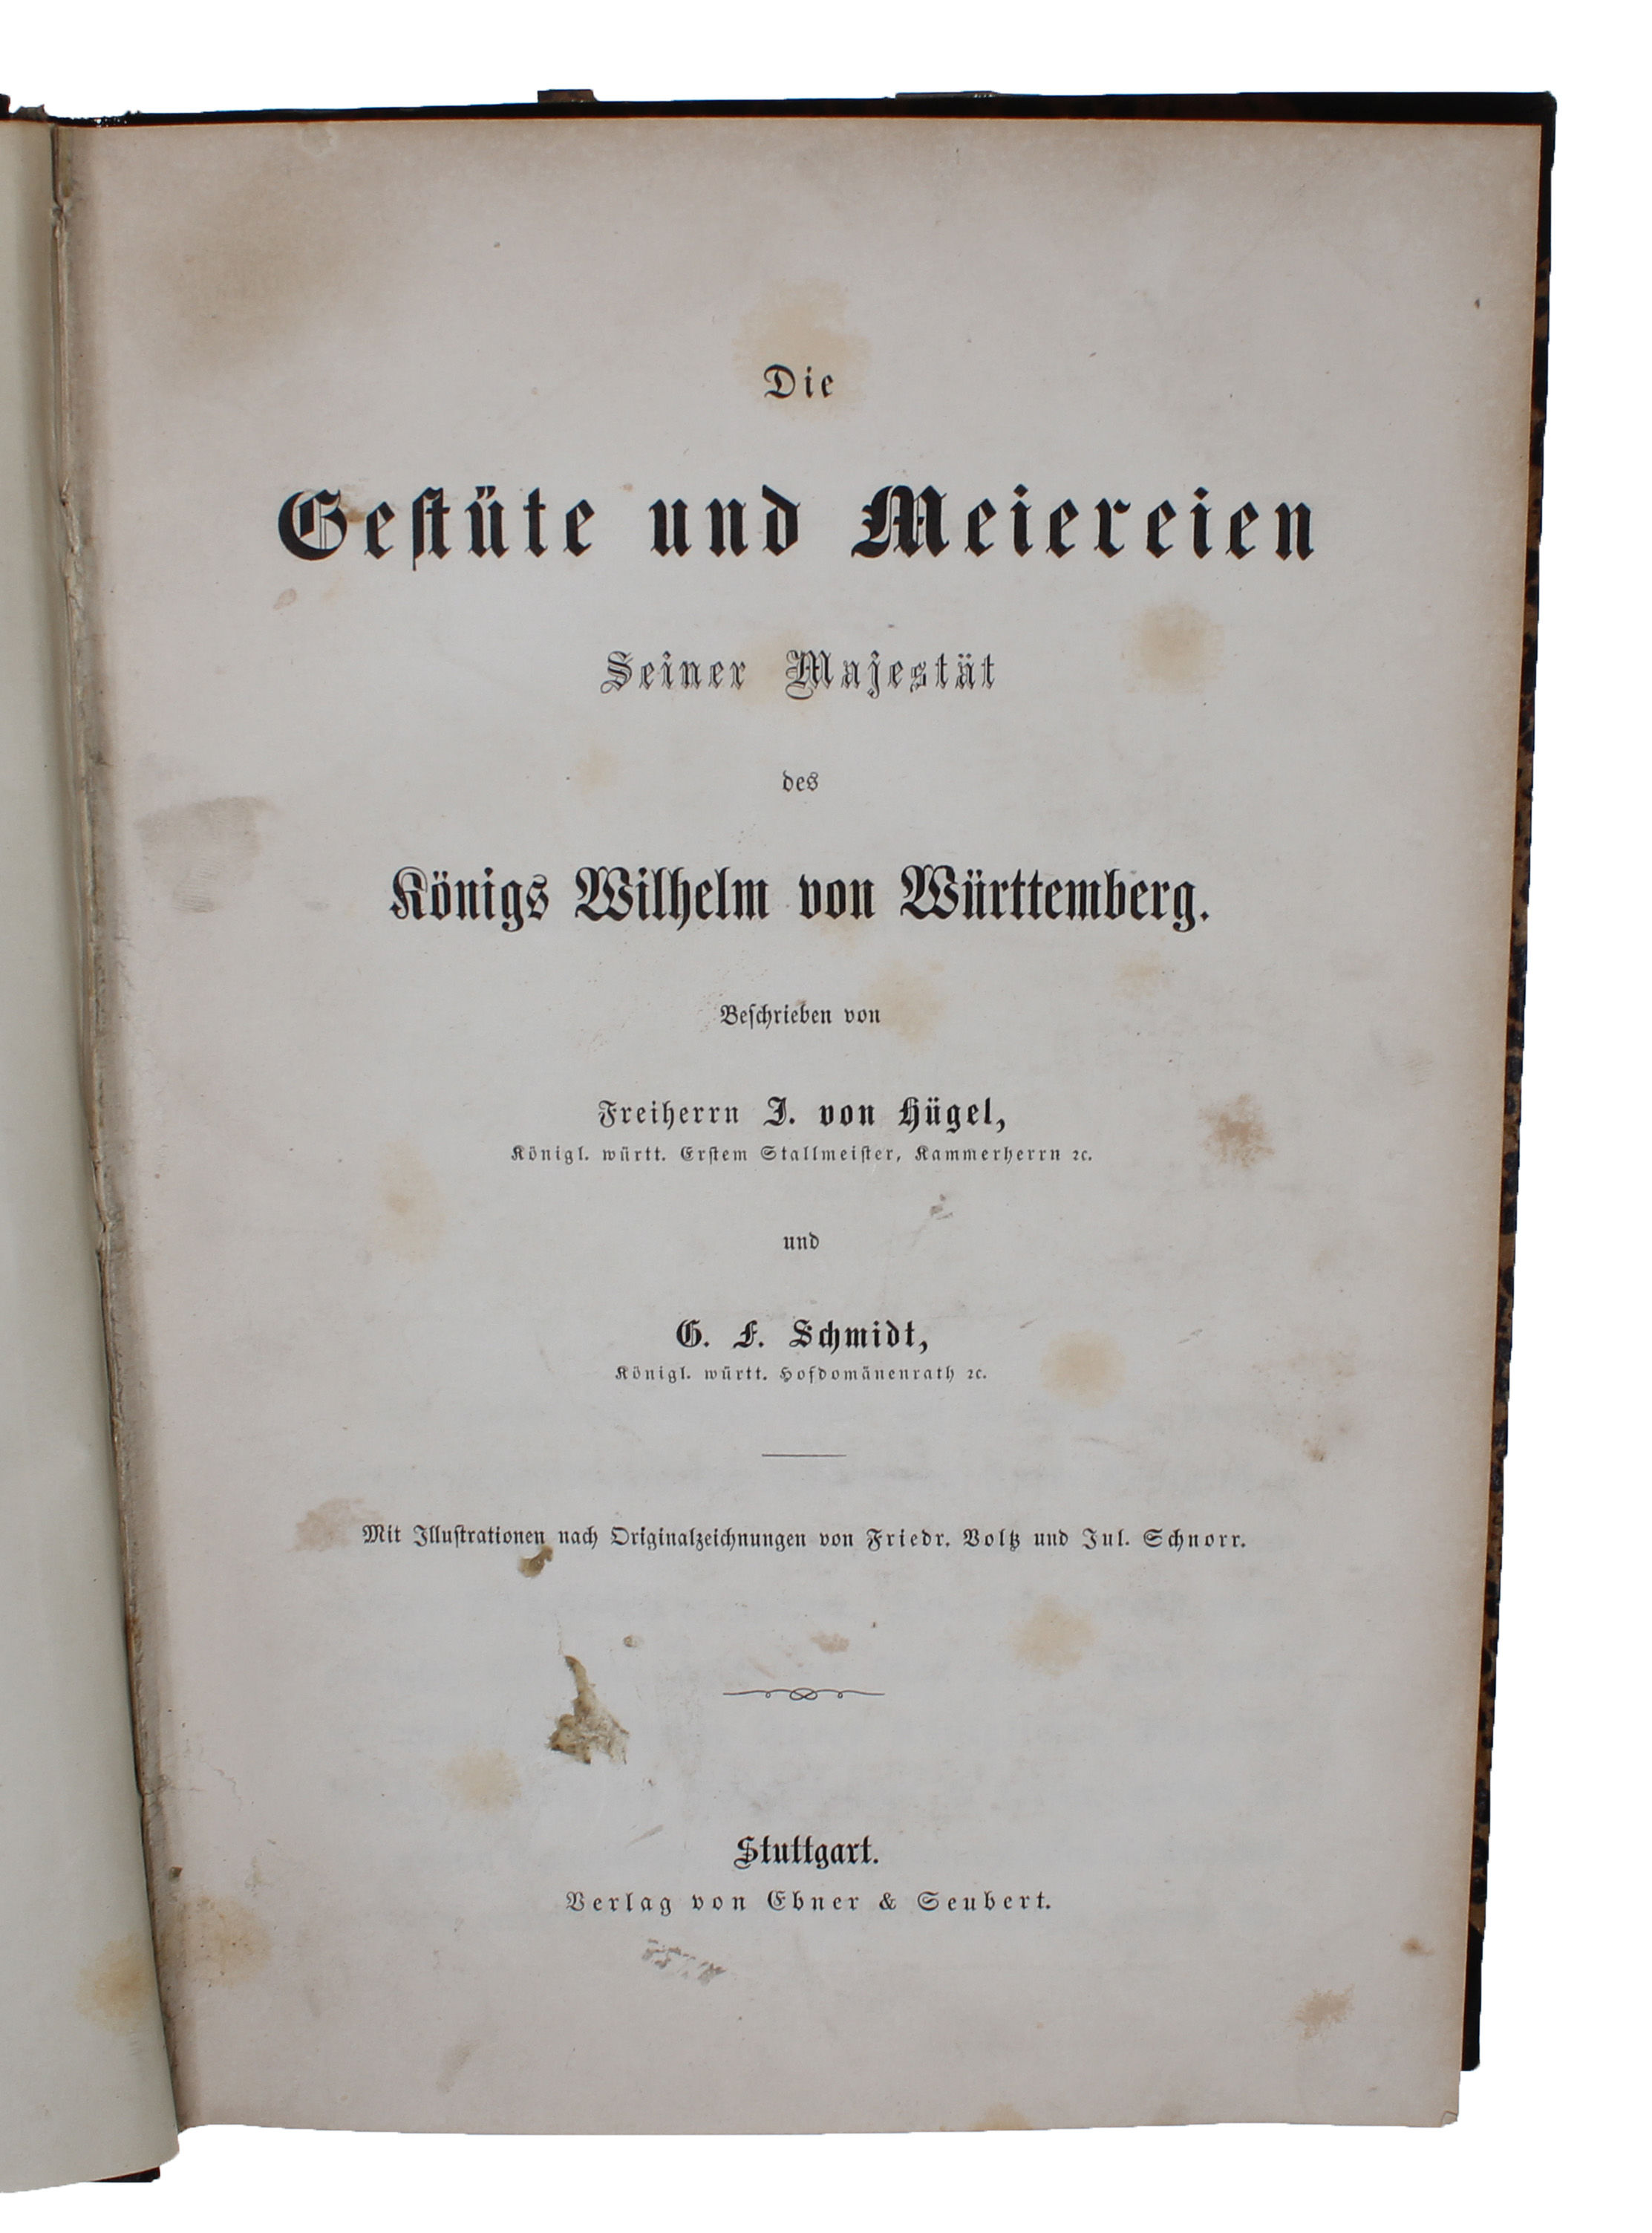 Die
Gestüte und Meiereien
Seiner Majestät
des
Königs Wilhelm von Württemberg.
Beschrieben von
Freiherrn J. von Hügel,
Königl. württ. Erstem Stallmeister, Kammerherrn ꝛc.
und
G. F. Schmidt,
Königl. württ. Hofdomänenrath ꝛc.
Mit Illustrationen nach Originalzeichnungen von Friedr. Voltz und Jul. Schnorr.
Stuttgart.
Verlag von Ebner & Seubert.